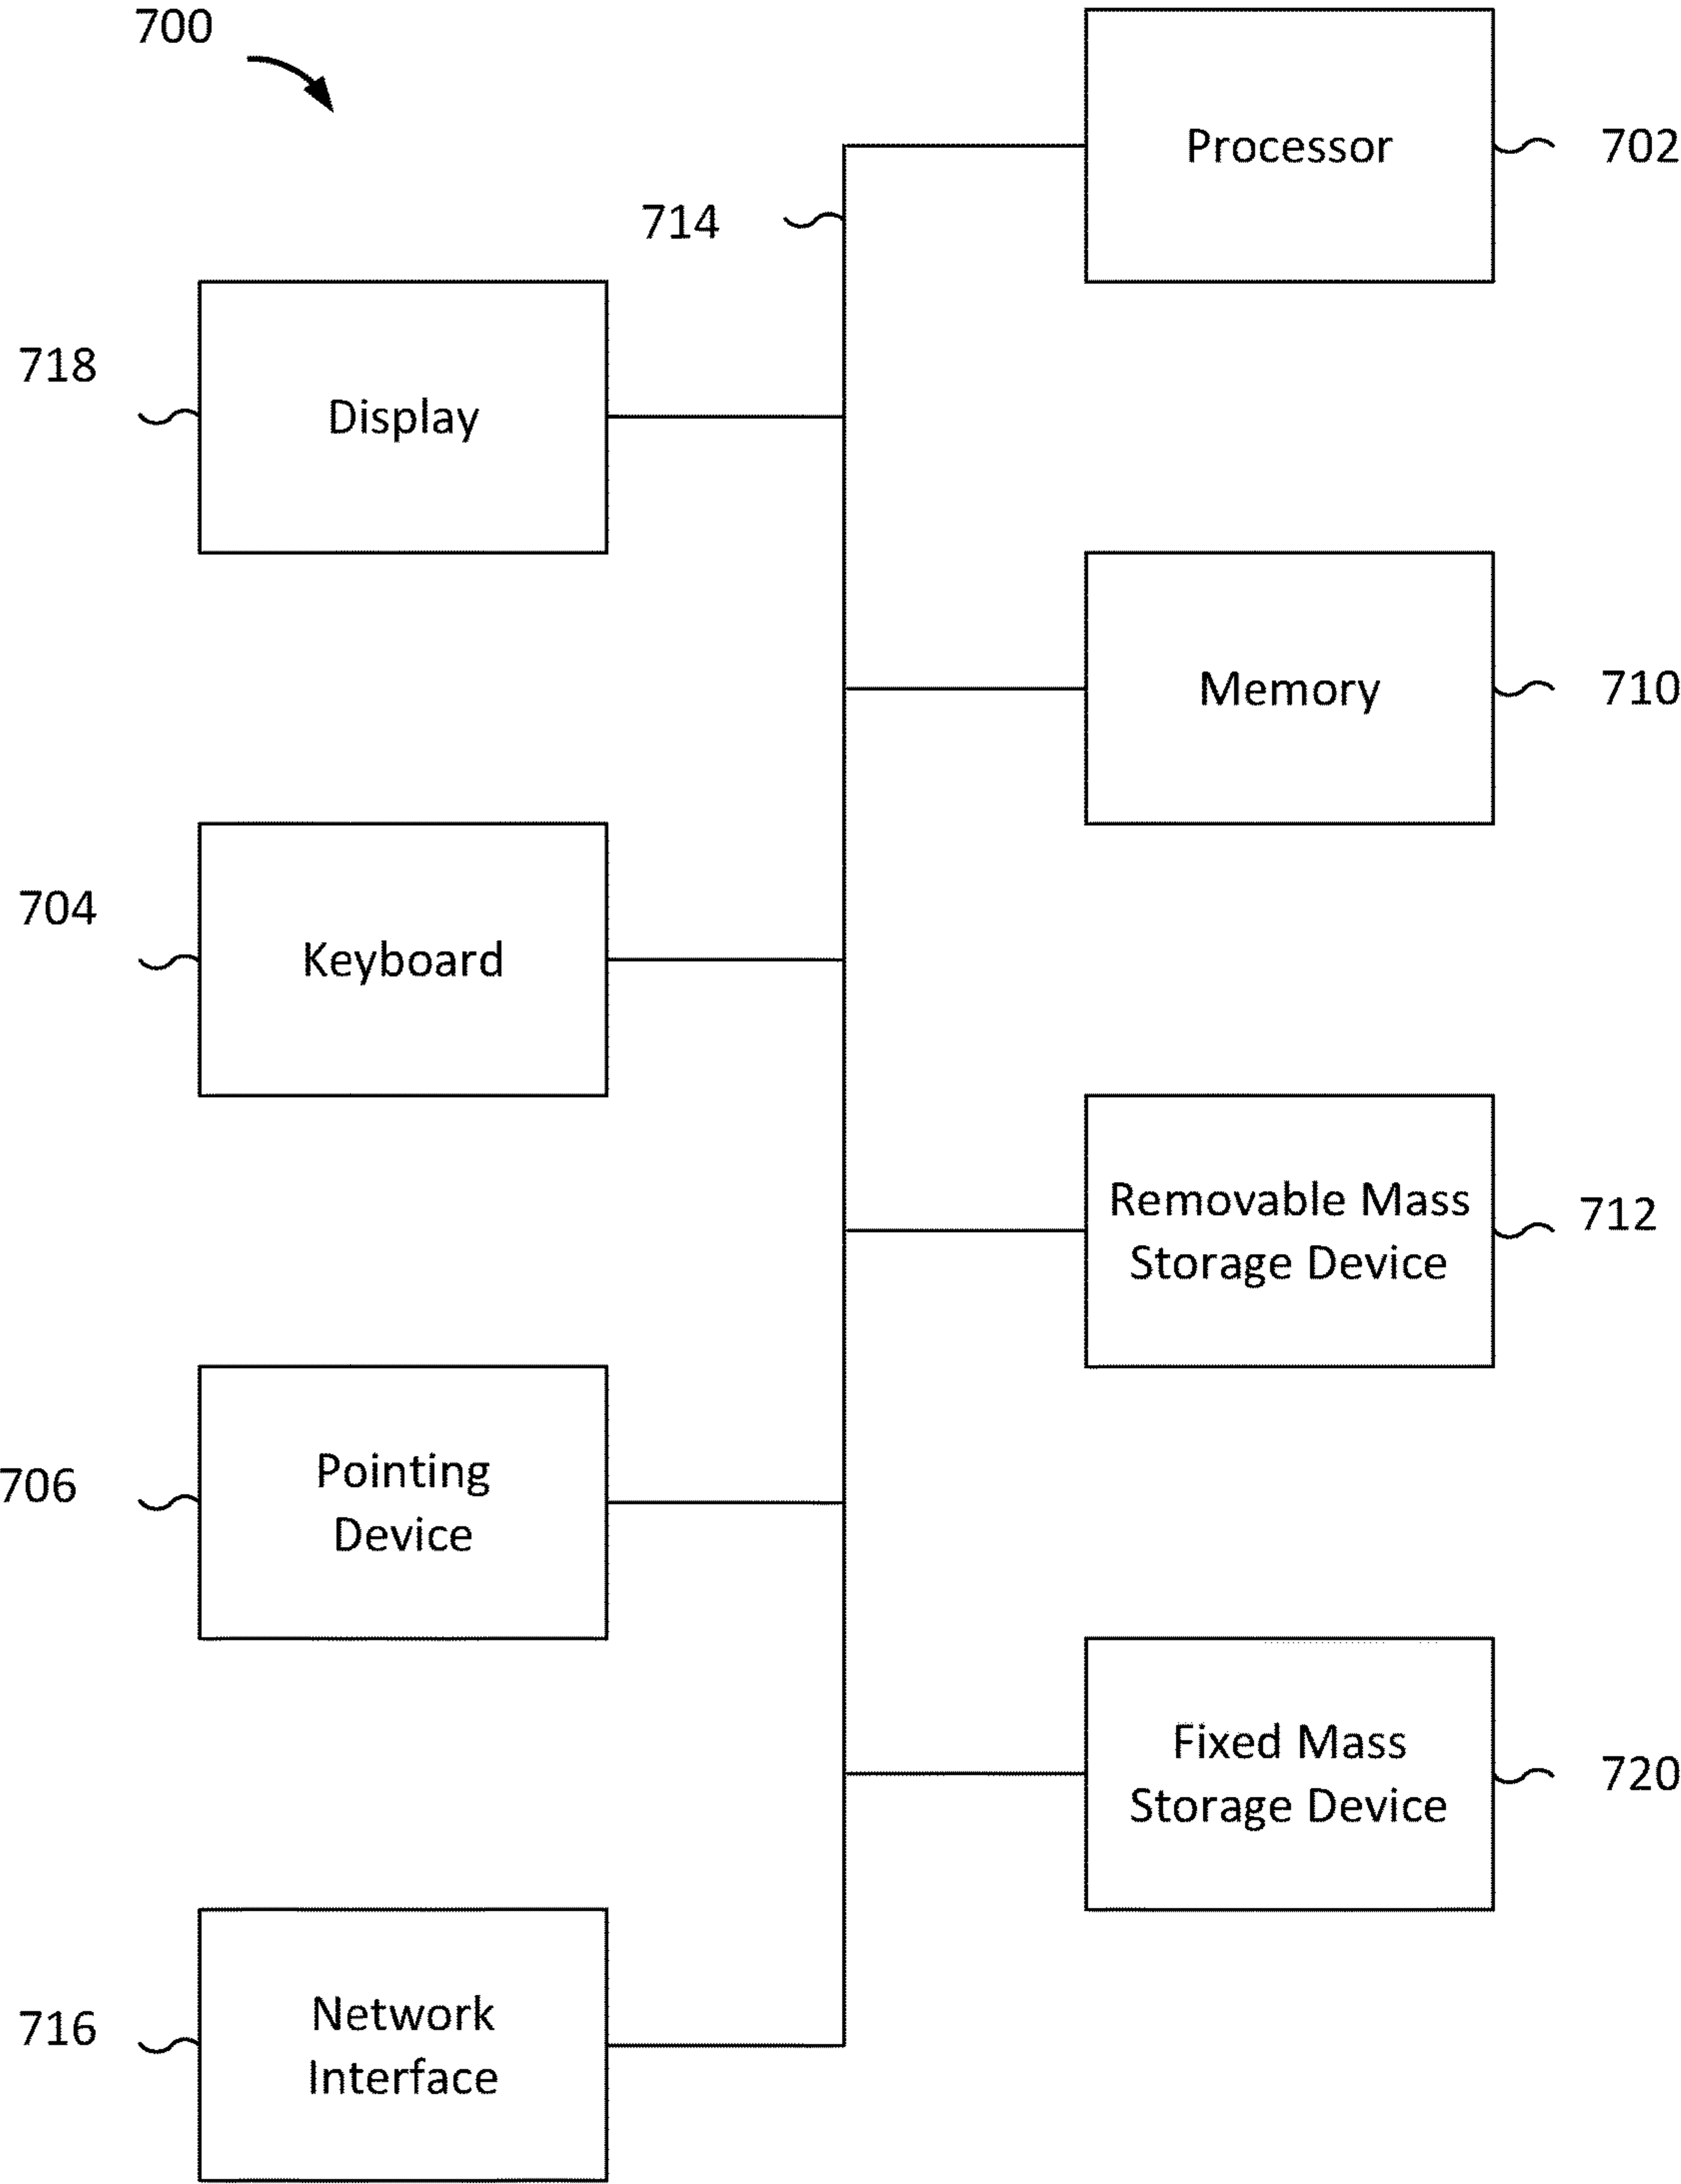 700
Processor
702
714
718
Display
Memory
710
704
Keyboard
Removable Mass
Storage Device
712
706
Pointing
Device
Fixed Mass
Storage Device
720
716
Network
Interface